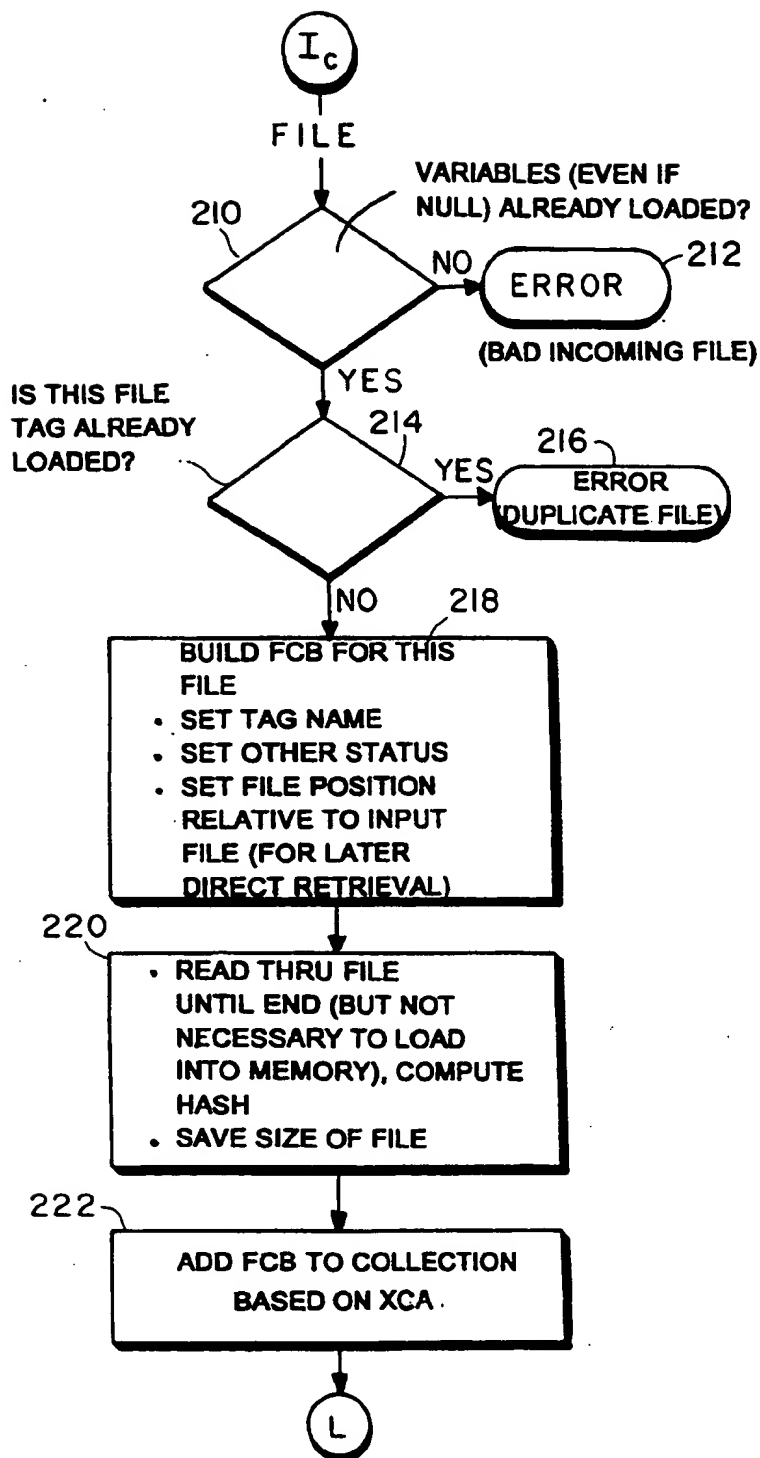 Ic
FILE
VARIABLES (EVEN IF
NULL) ALREADY LOADED?
210
NO
212
ERROR
(BAD INCOMING FILE)
YES
IS THIS FILE
TAG ALREADY
LOADED?
214
YES
216
ERROR
(DUPLICATE FILE)
NO
218
BUILD FCB FOR THIS
FILE
• SET TAG NAME
• SET OTHER STATUS
• SET FILE POSITION
RELATIVE TO INPUT
FILE (FOR LATER
DIRECT RETRIEVAL)
220
• READ THRU FILE
UNTIL END (BUT NOT
NECESSARY TO LOAD
INTO MEMORY), COMPUTE
HASH
• SAVE SIZE OF FILE
222
ADD FCB TO COLLECTION
BASED ON XCA
L